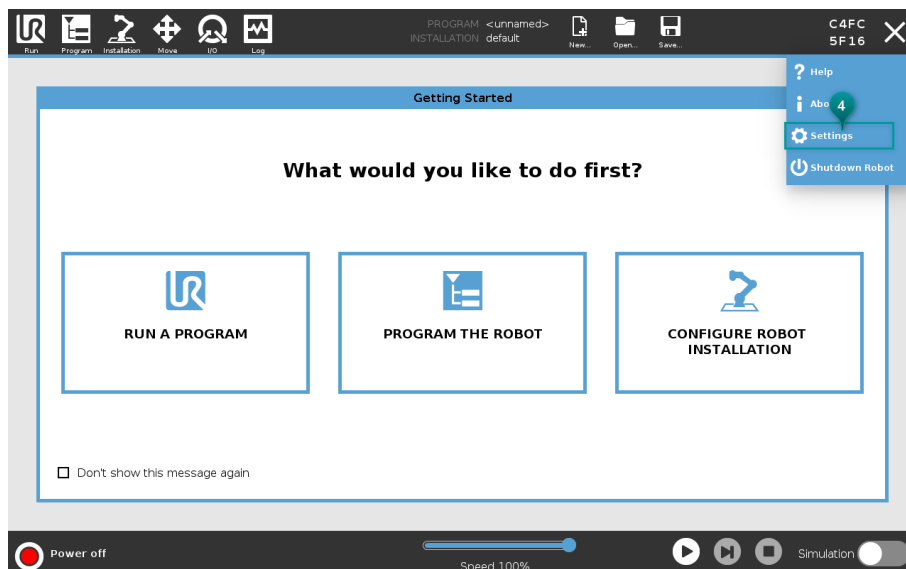 PROGRAM <unnamed>
INSTALLATION default
C4FC
5F16
Run
Program
Installation
Move
I/O
Log
New...
Open...
Save...
Help
Abo
4
Settings
Shutdown Robot
Getting Started
What would you like to do first?
RUN A PROGRAM
PROGRAM THE ROBOT
CONFIGURE ROBOT
INSTALLATION
Don't show this message again
Power off
Speed 100%
Simulation